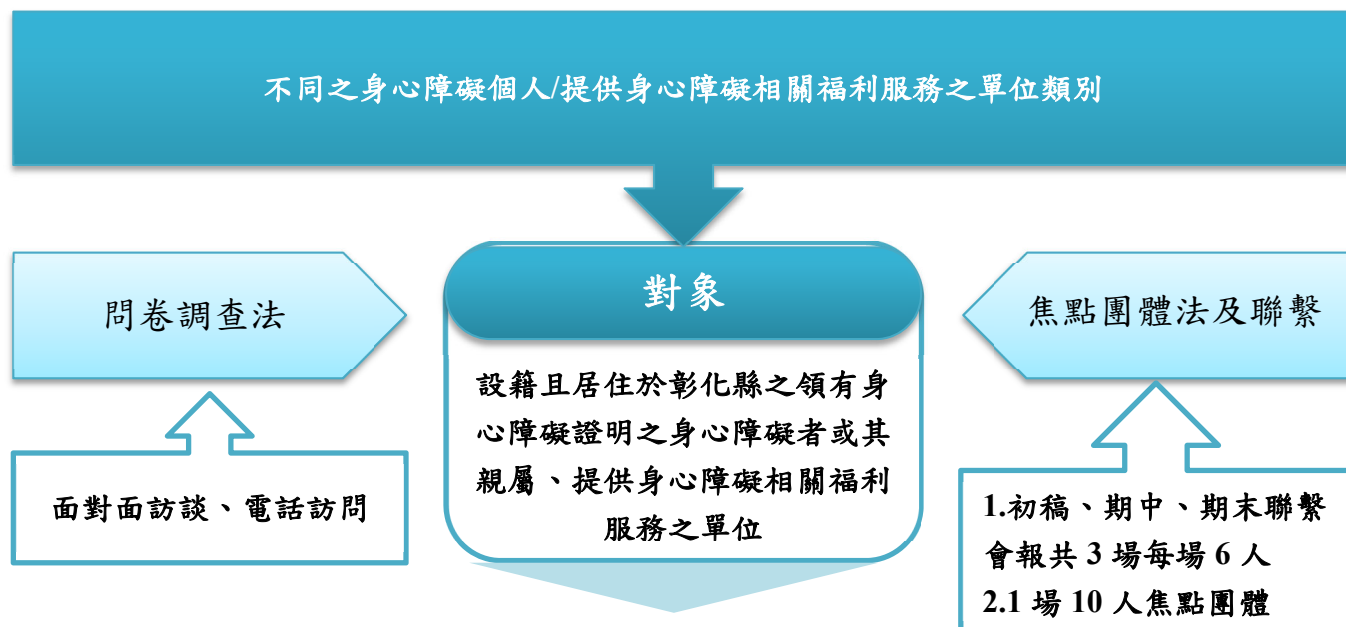 不同之身心障礙個人/提供身心障礙相關福利服務之單位類別
問卷調查法
面對面訪談、電話訪問
對象
設籍且居住於彰化縣之領有身
心障礙證明之身心障礙者或其
親屬、提供身心障礙相關福利
服務之單位
焦點團體法及聯繫
1.初稿、期中、期末聯繫
會報共 3 場每場 6 人
2.1 場 10 人焦點團體